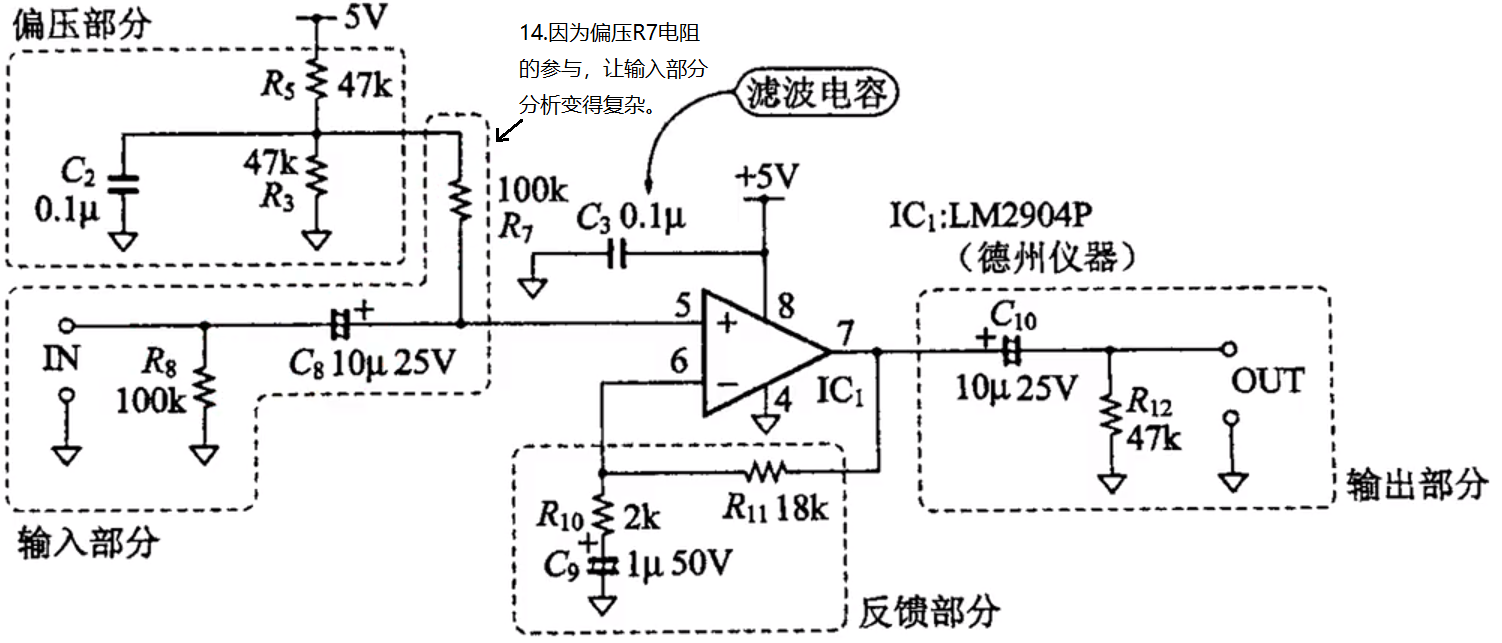 偏压部分
5V
14.因为偏压R7电阻
的参与，让输入部分
分析变得复杂。
滤波电容
R5 47k
47k
R3
C2
0.1μ
100k
R7
C3 0.1μ
+5V
IC1:LM2904P
（德州仪器）
IN
R8
100k
C8 10μ 25V
+
5
+
8
7
6
−
4
IC1
C10
+
10μ 25V
R12
47k
OUT
输入部分
R10 2k
R11 18k
+
C9 1μ 50V
反馈部分
输出部分